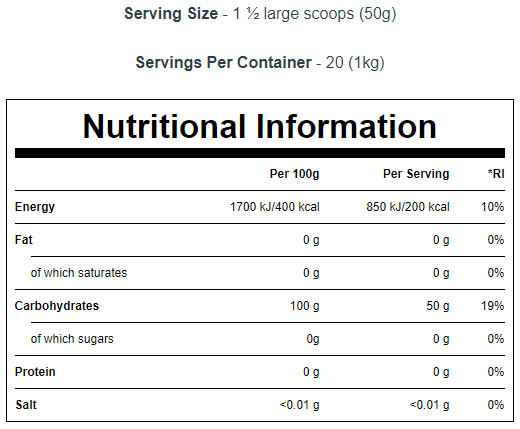 Serving Size - 1 ½ large scoops (50g)
Servings Per Container - 20 (1kg)
Nutritional Information
Per 100g Per Serving *RI
Energy 1700 kJ/400 kcal 850 kJ/200 kcal 10%
Fat 0 g 0 g 0%
of which saturates 0 g 0 g 0%
Carbohydrates 100 g 50 g 19%
of which sugars 0g 0 g 0%
Protein 0 g 0 g 0%
Salt <0.01 g <0.01 g 0%